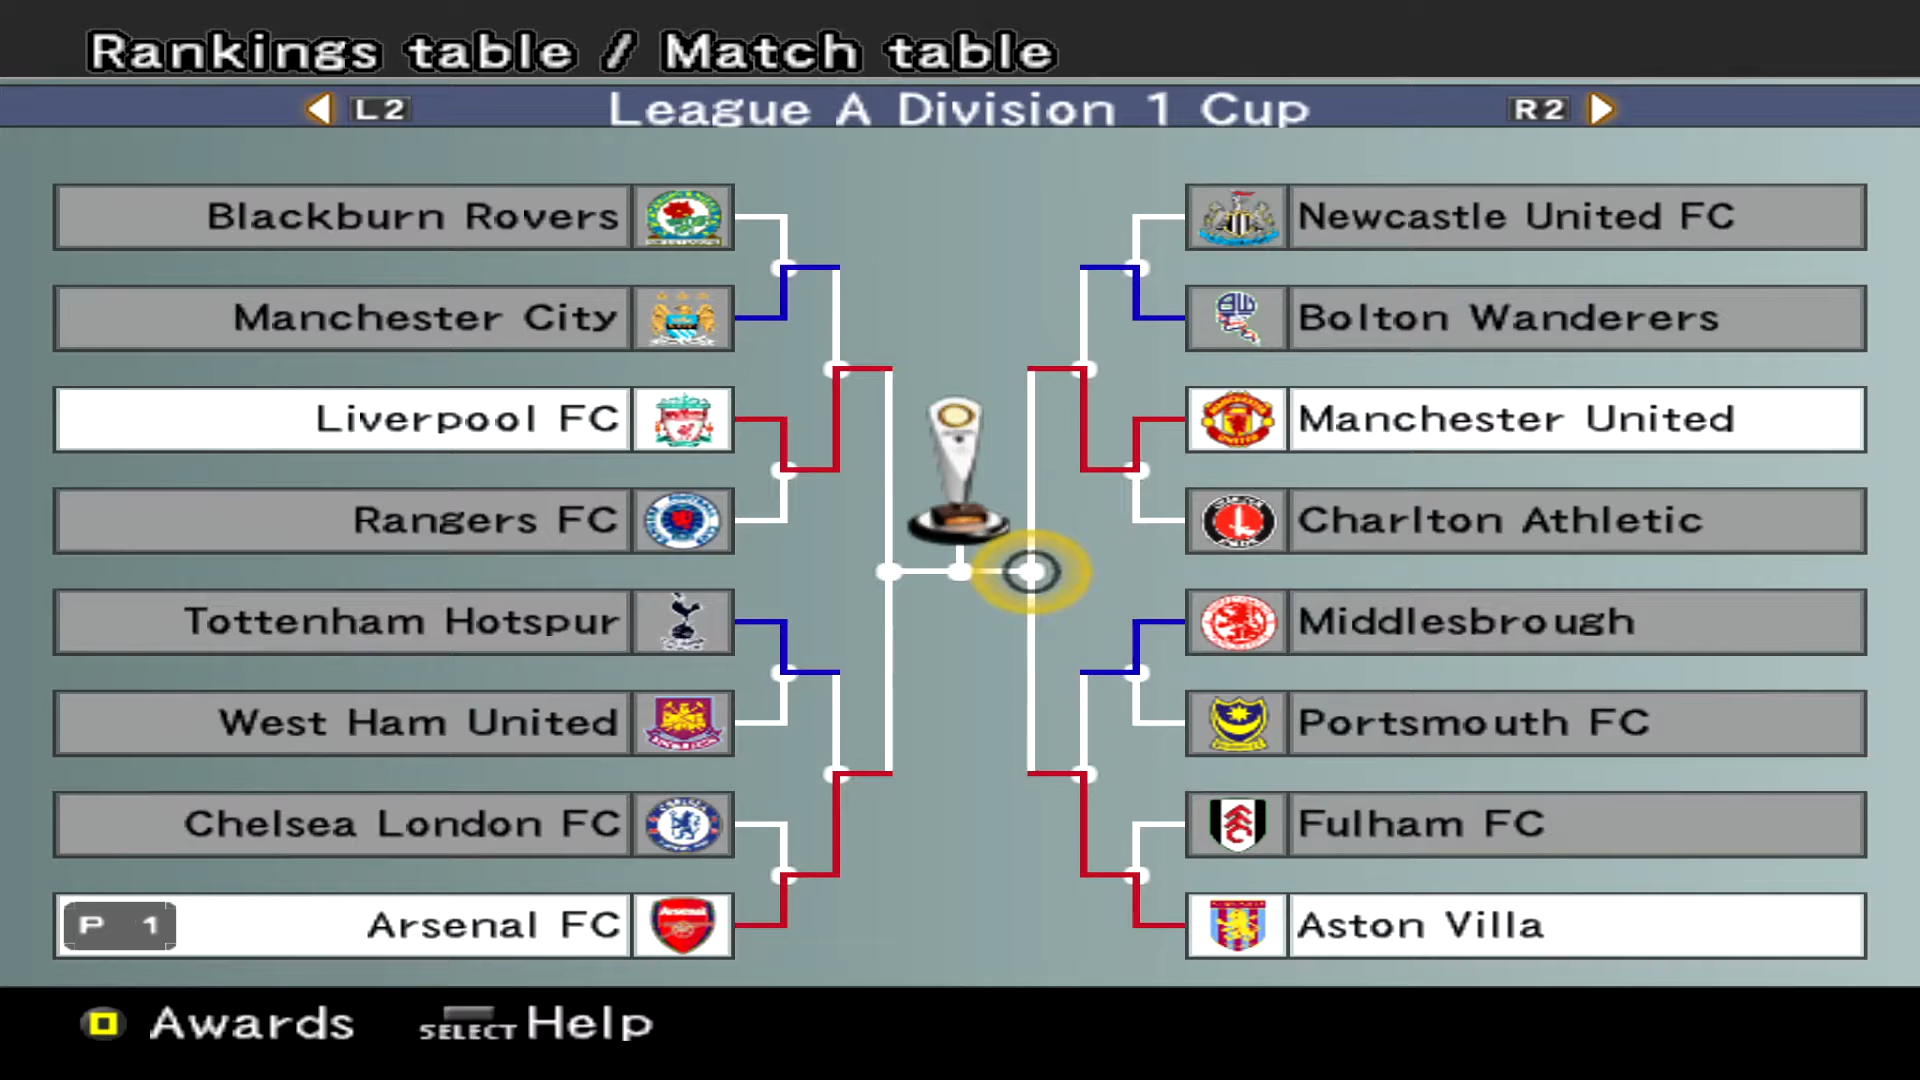 Rankings table / Match table
L2 League A Division 1 Cup R2
Blackburn Rovers
Manchester City
Liverpool FC
Rangers FC
Tottenham Hotspur
West Ham United
Chelsea London FC
P 1 Arsenal FC
Newcastle United FC
Bolton Wanderers
Manchester United
Charlton Athletic
Middlesbrough
Portsmouth FC
Fulham FC
Aston Villa
Awards SELECT Help